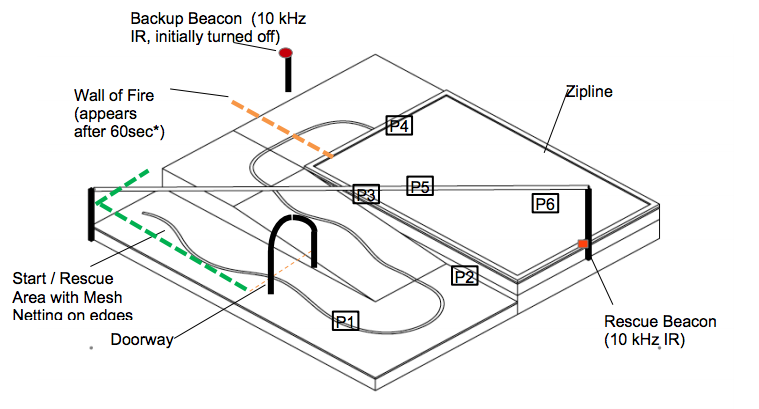 Backup Beacon (10 kHz
IR, initially turned off)
Wall of Fire
(appears
after 60sec*)
Zipline
P4
P3
P5
P6
P2
P1
Start / Rescue
Area with Mesh
Netting on edges
Doorway
Rescue Beacon
(10 kHz IR)